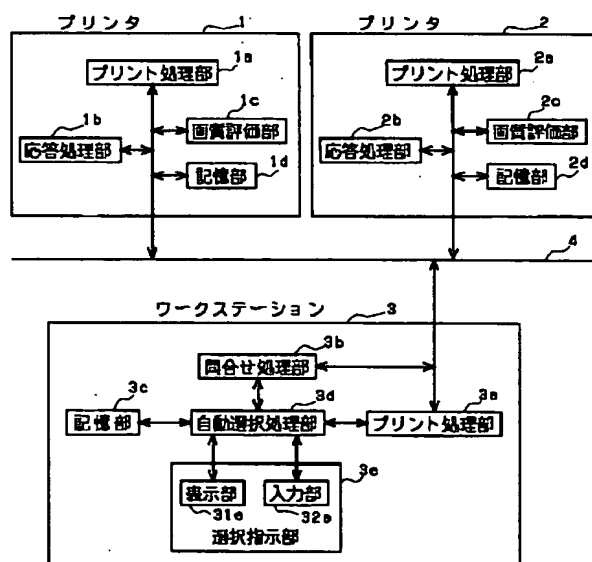 プリンタ 1
プリンタ 2
プリント処理部 1a
プリント処理部 2a
1c 画質評価部
2c 画質評価部
1b 応答処理部
2b 応答処理部
記憶部 1d
記憶部 2d
4
ワークステーション 3
3b
問合せ処理部
3c
記憶部
3d
自動選択処理部
3a
プリント処理部
3e
表示部
31e
入力部
32e
選択指示部